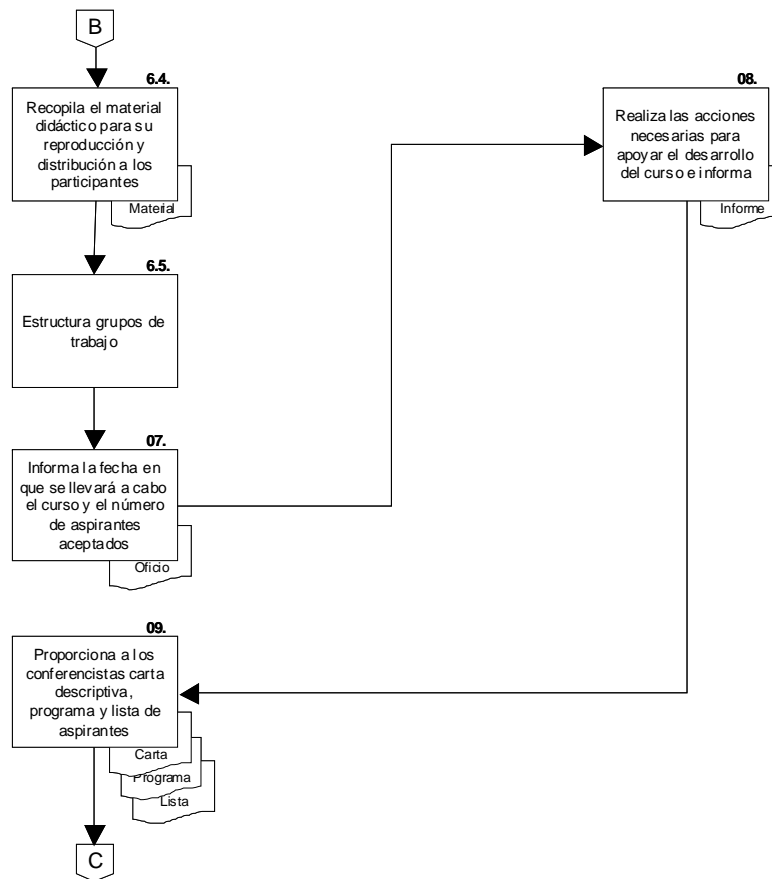 B
6.4.
Recopila el material
didáctico para su
reproducción y
distribución a los
participantes
Material
6.5.
Estructura grupos de
trabajo
07.
Informa la fecha en
que se llevará a cabo
el curso y el número
de aspirantes
aceptados
Oficio
08.
Realiza las acciones
necesarias para
apoyar el desarrollo
del curso e informa
Informe
09.
Proporciona a los
conferencistas carta
descriptiva,
programa y lista de
aspirantes
Carta
Programa
Lista
C